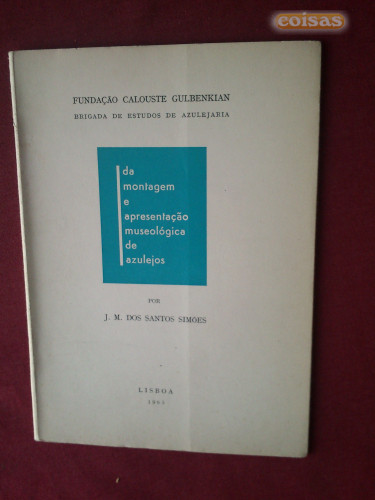 coisas
FUNDAÇÃO CALOUSTE GULBENKIAN
BRIGADA DE ESTUDOS DE AZULEJARIA
da
montagem
e
apresentação
museológica
de
azulejos
POR
J. M. DOS SANTOS SIMÕES
LISBOA